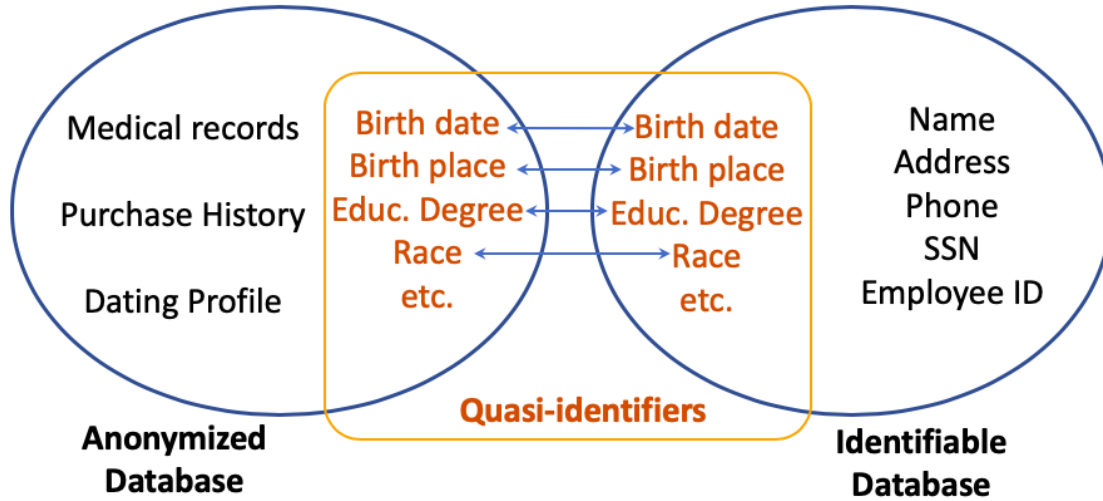 Medical records
Purchase History
Dating Profile
Birth date
Birth place
Educ. Degree
Race
etc.
Birth date
Birth place
Educ. Degree
Race
etc.
Name
Address
Phone
SSN
Employee ID
Quasi-identifiers
Anonymized
Database
Identifiable
Database